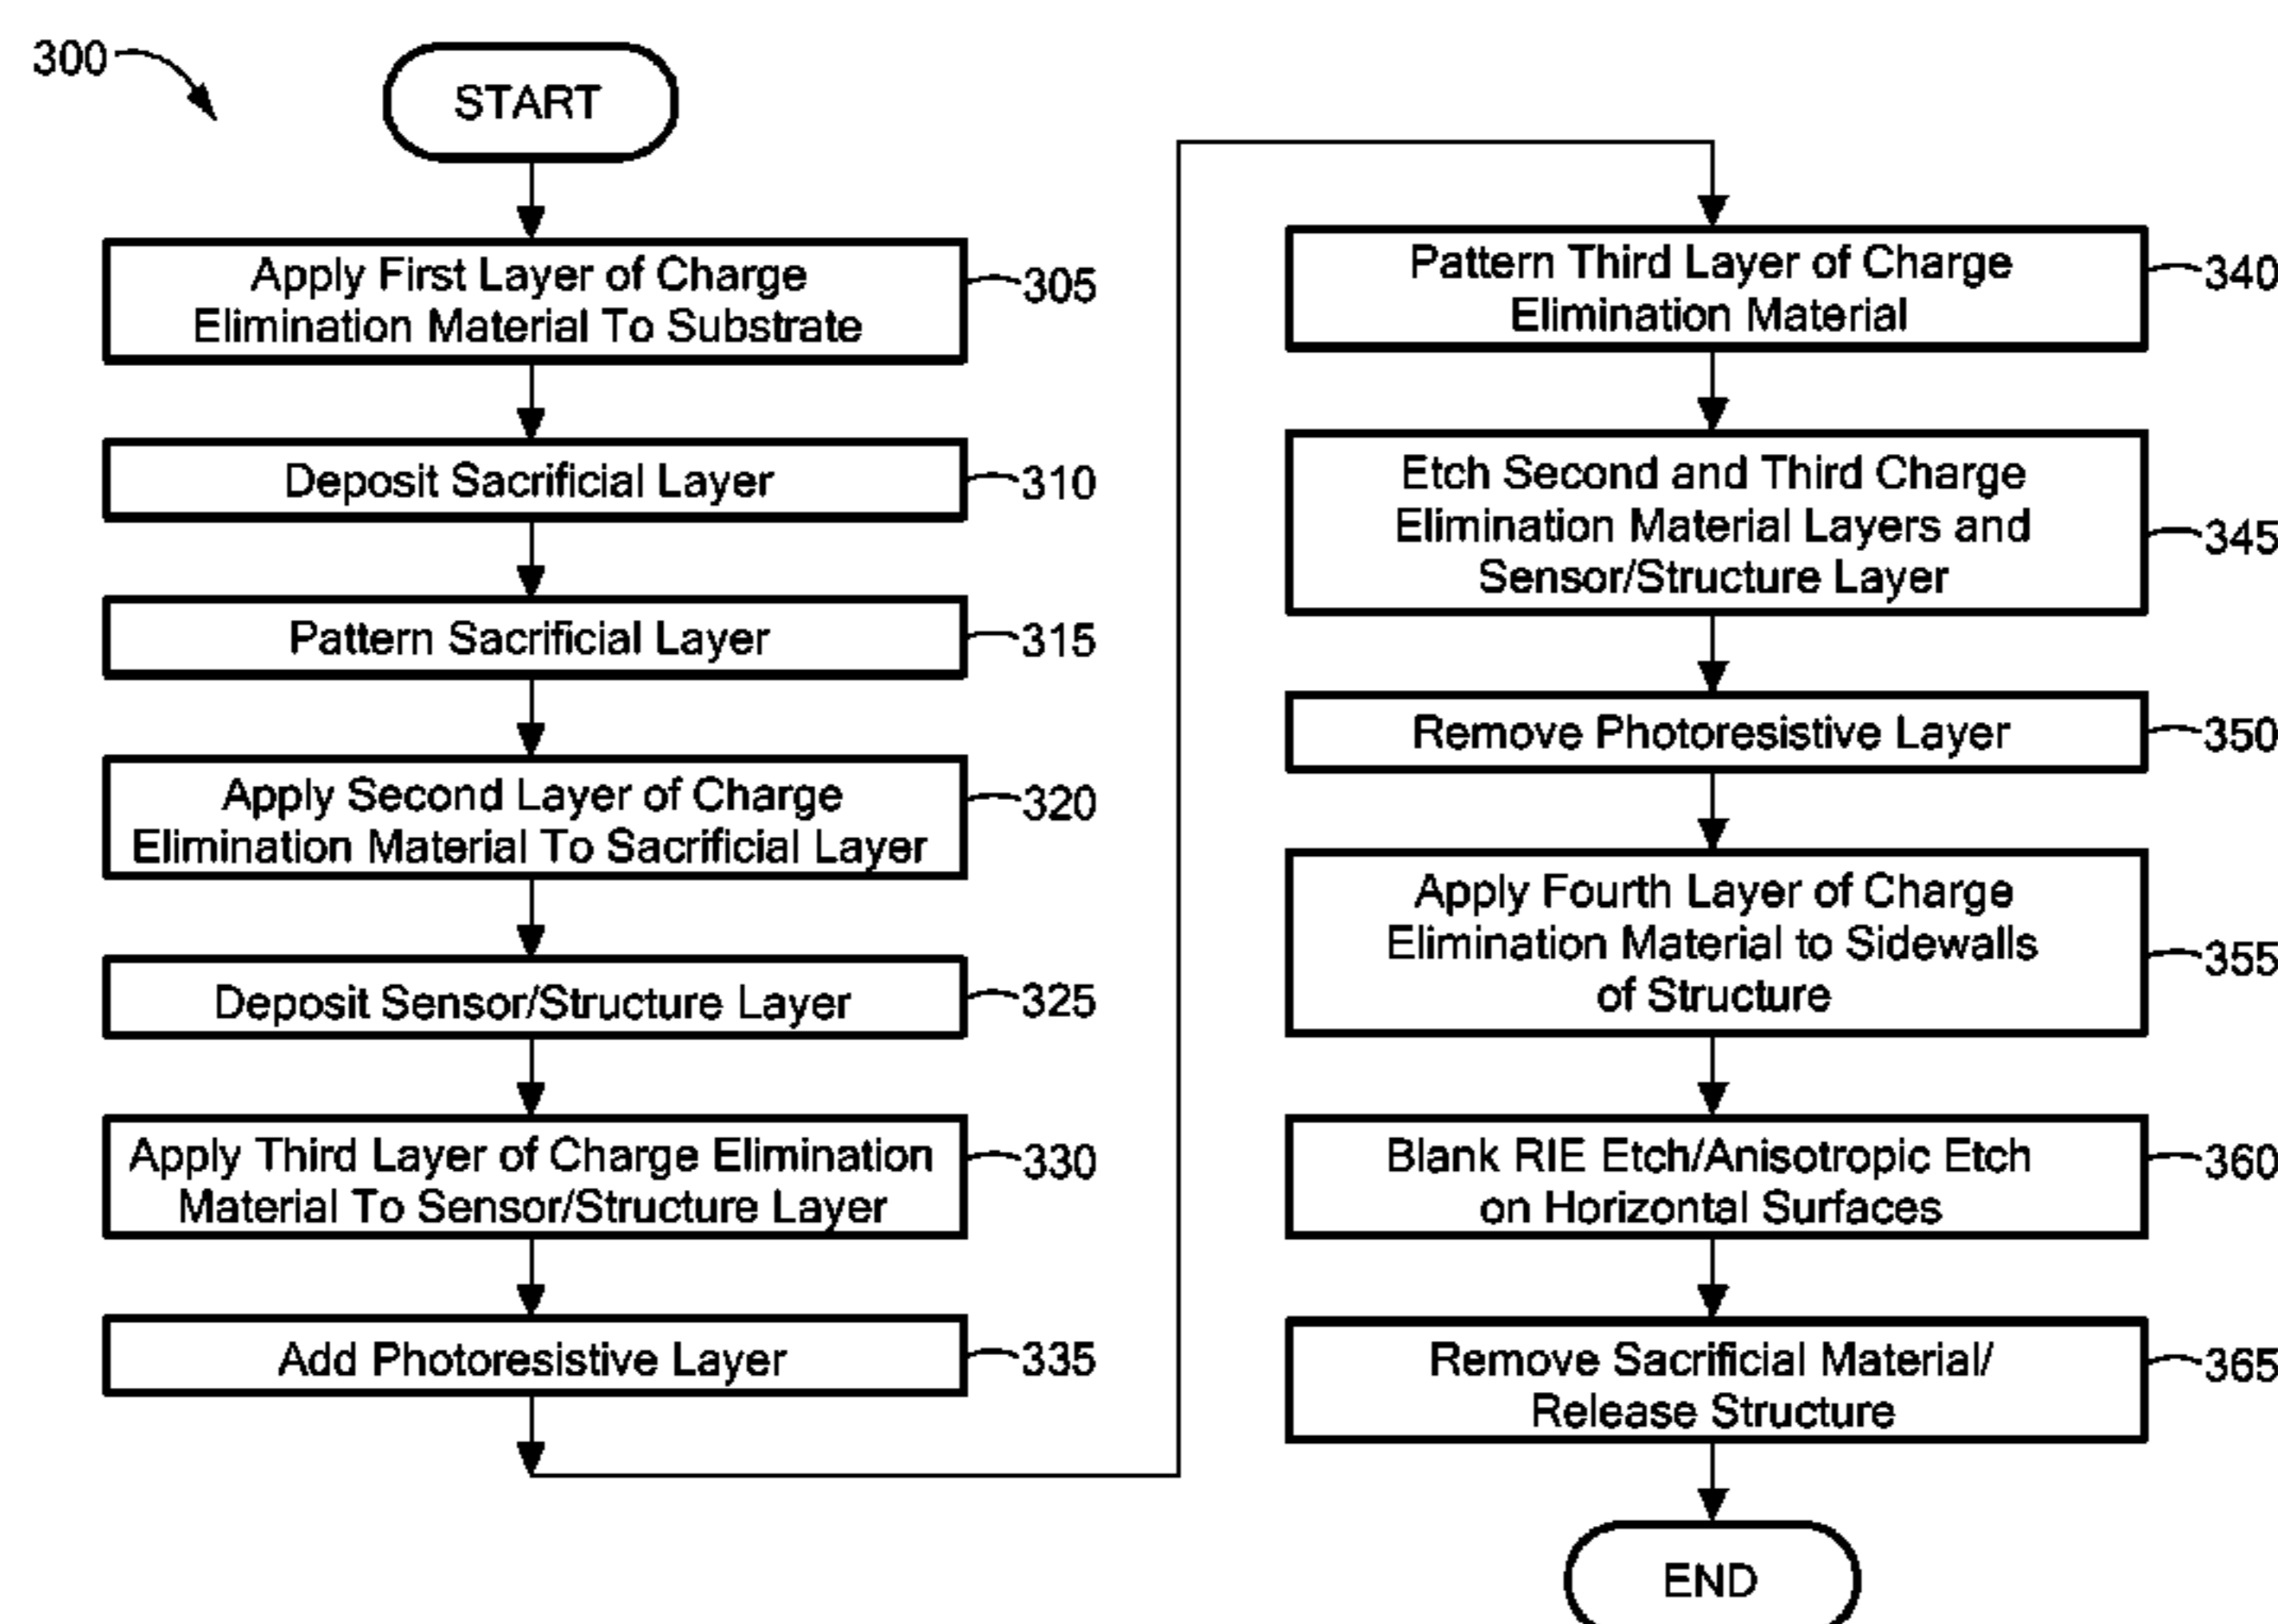 300
START
Apply First Layer of Charge
Elimination Material To Substrate
305
Deposit Sacrificial Layer
310
Pattern Sacrificial Layer
315
Apply Second Layer of Charge
Elimination Material To Sacrificial Layer
320
Deposit Sensor/Structure Layer
325
Apply Third Layer of Charge Elimination
Material To Sensor/Structure Layer
330
Add Photoresistive Layer
335
Pattern Third Layer of Charge
Elimination Material
340
Etch Second and Third Charge
Elimination Material Layers and
Sensor/Structure Layer
345
Remove Photoresistive Layer
350
Apply Fourth Layer of Charge
Elimination Material to Sidewalls
of Structure
355
Blank RIE Etch/Anisotropic Etch
on Horizontal Surfaces
360
Remove Sacrificial Material/
Release Structure
365
END